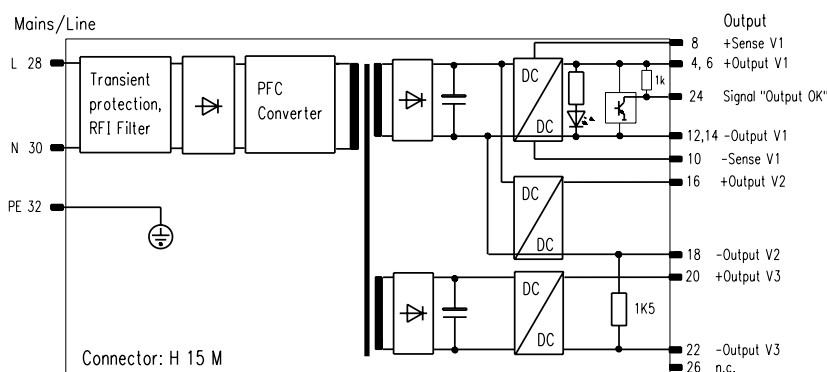 Mains/Line
Output
8 +Sense V1
L 28
4, 6 +Output V1
Transient
protection,
RFI Filter
PFC
Converter
DC
DC
1k
24 Signal "Output OK"
N 30
12,14 -Output V1
10 -Sense V1
16 +Output V2
DC
DC
PE 32
18 -Output V2
20 +Output V3
DC
DC
1K5
22 -Output V3
Connector: H 15 M
26 n.c.